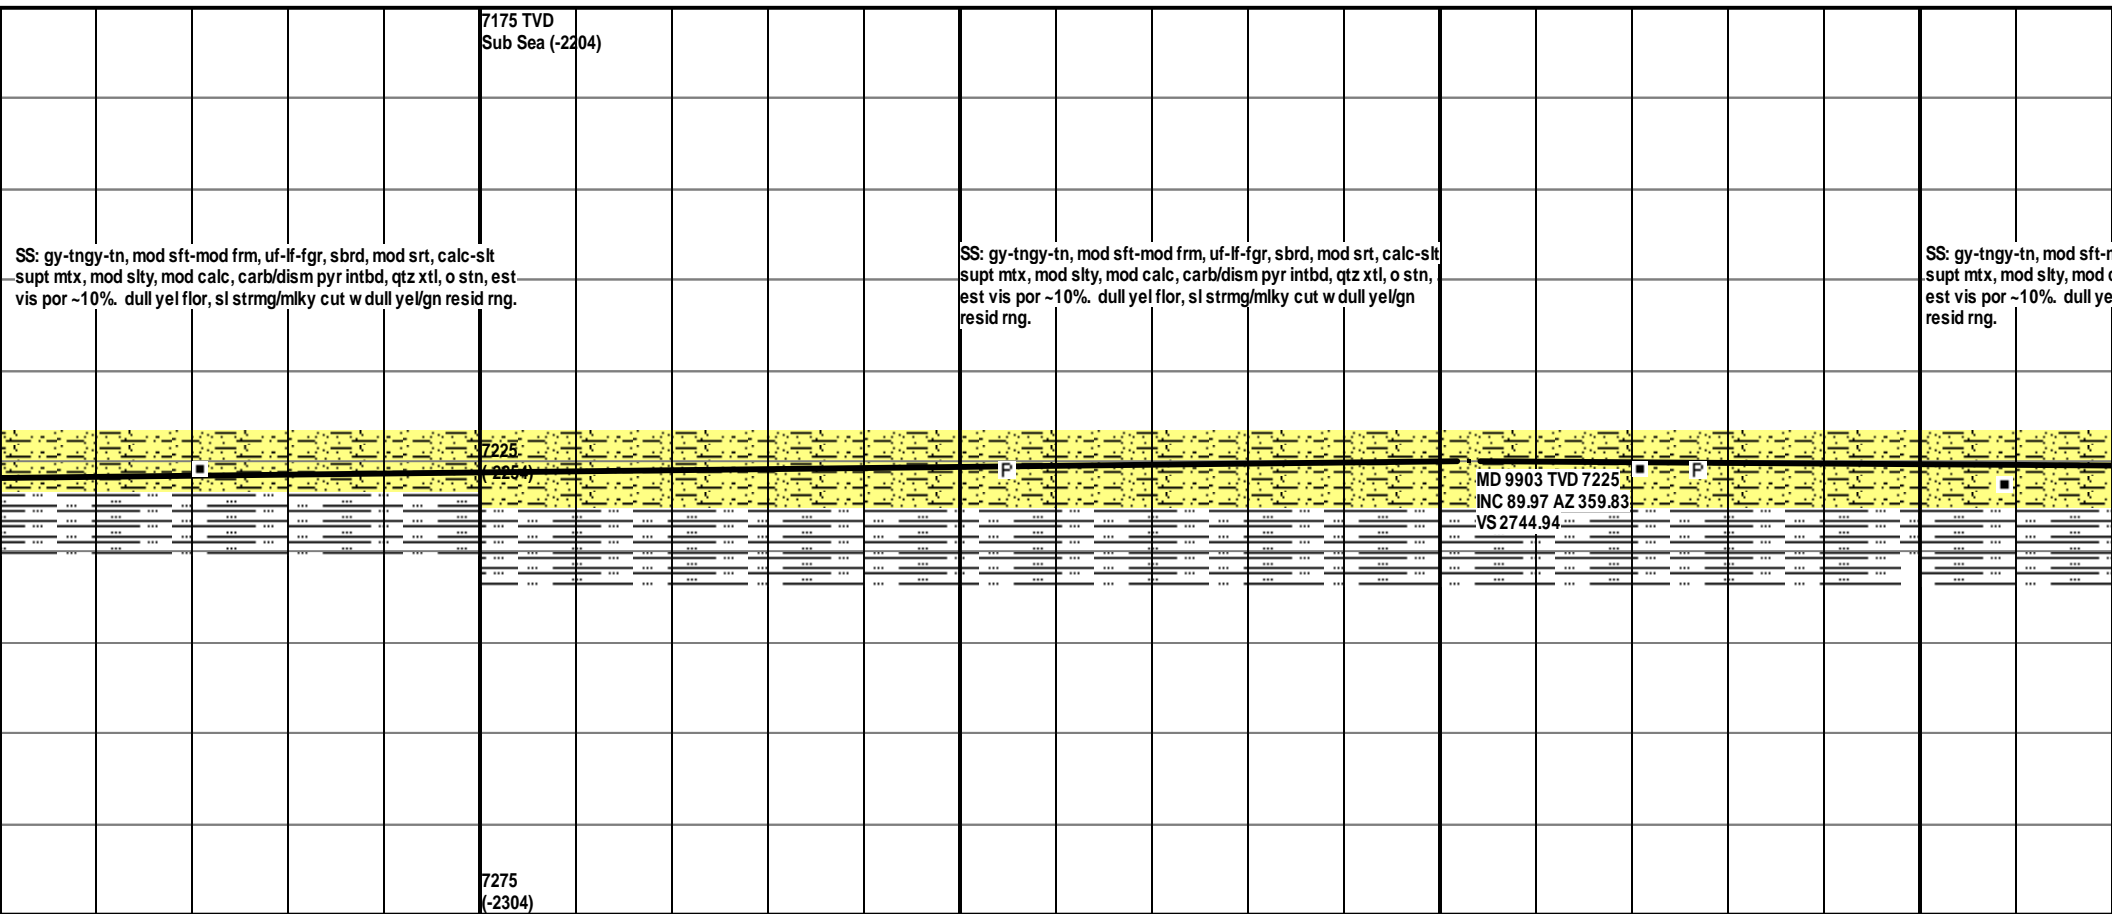 7175 TVD
Sub Sea (-2204)
SS: gy-tngy-tn, mod sft-mod frm, uf-lf-fgr, sbrd, mod srt, calc-slt
supt mtx, mod slty, mod calc, carb/dism pyr intbd, qtz xtl, o stn, est
vis por ~10%. dull yel flor, sl strmg/mlky cut w dull yel/gn resid rng.
SS: gy-tngy-tn, mod sft-mod frm, uf-lf-fgr, sbrd, mod srt, calc-slt
supt mtx, mod slty, mod calc, carb/dism pyr intbd, qtz xtl, o stn,
est vis por ~10%. dull yel flor, sl strmg/mlky cut w dull yel/gn
resid rng.
SS: gy-tngy-tn, mod sft-
supt mtx, mod slty, mod
est vis por ~10%. dull ye
resid rng.
7225
(-2254)
P
P
MD 9903 TVD 7225
INC 89.97 AZ 359.83
VS 2744.94
7275
(-2304)